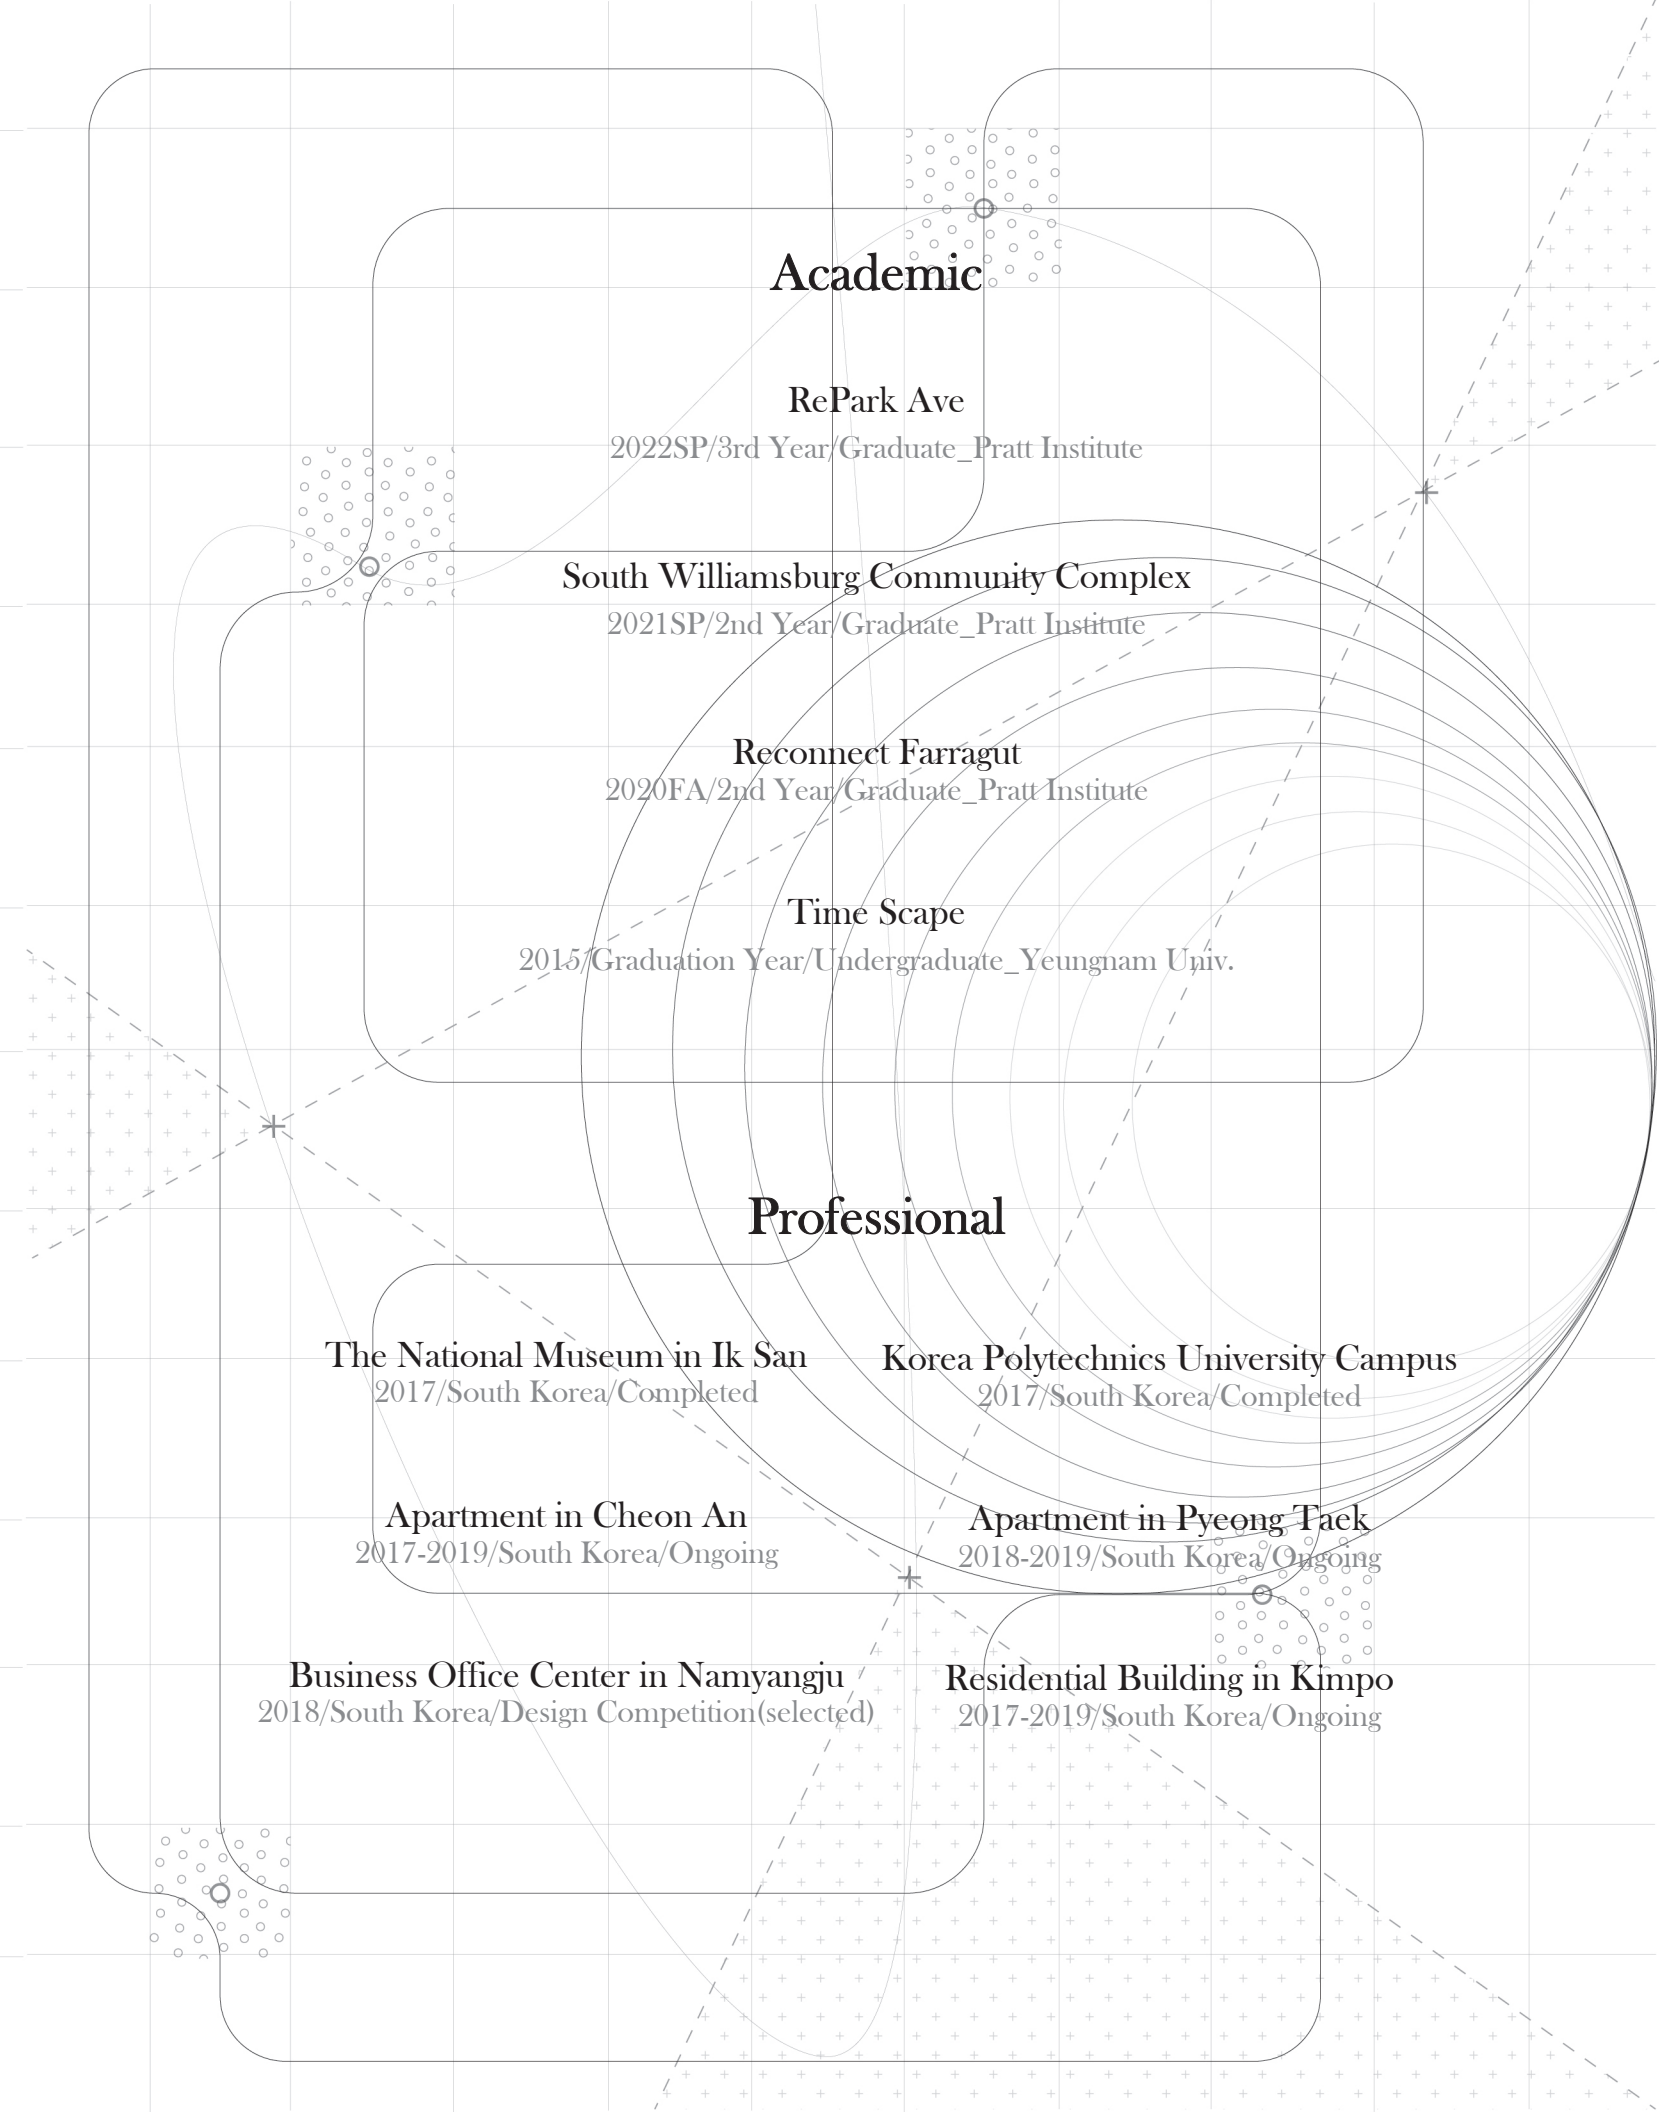 Academic
RePark Ave
2022SP/3rd Year/Graduate_Pratt Institute
South Williamsburg Community Complex
2021SP/2nd Year/Graduate_Pratt Institute
Reconnect Farragut
2020FA/2nd Year/Graduate_Pratt Institute
Time Scape
2015/Graduation Year/Undergraduate_Yeungnam Univ.
Professional
The National Museum in Ik San
2017/South Korea/Completed
Korea Polytechnics University Campus
2017/South Korea/Completed
Apartment in Cheon An
2017-2019/South Korea/Ongoing
Apartment in Pyeong Taek
2018-2019/South Korea/Ongoing
Business Office Center in Namyangju
2018/South Korea/Design Competition(selected)
Residential Building in Kimpo
2017-2019/South Korea/Ongoing